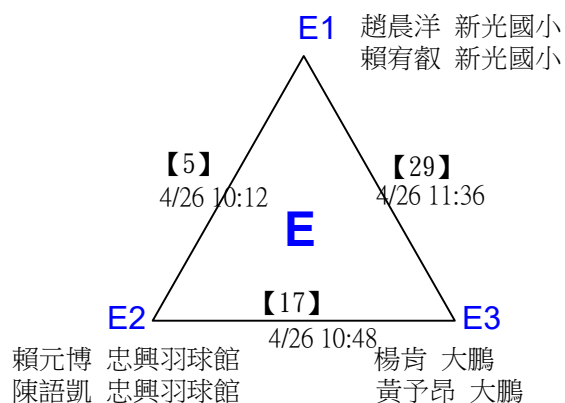 E1
趙晨洋 新光國小
賴宥叡 新光國小
【5】
4/26 10:12
【29】
4/26 11:36
E
【17】
4/26 10:48
E2
E3
賴元博 忠興羽球館
陳語凱 忠興羽球館
楊肯 大鵬
黃予昂 大鵬